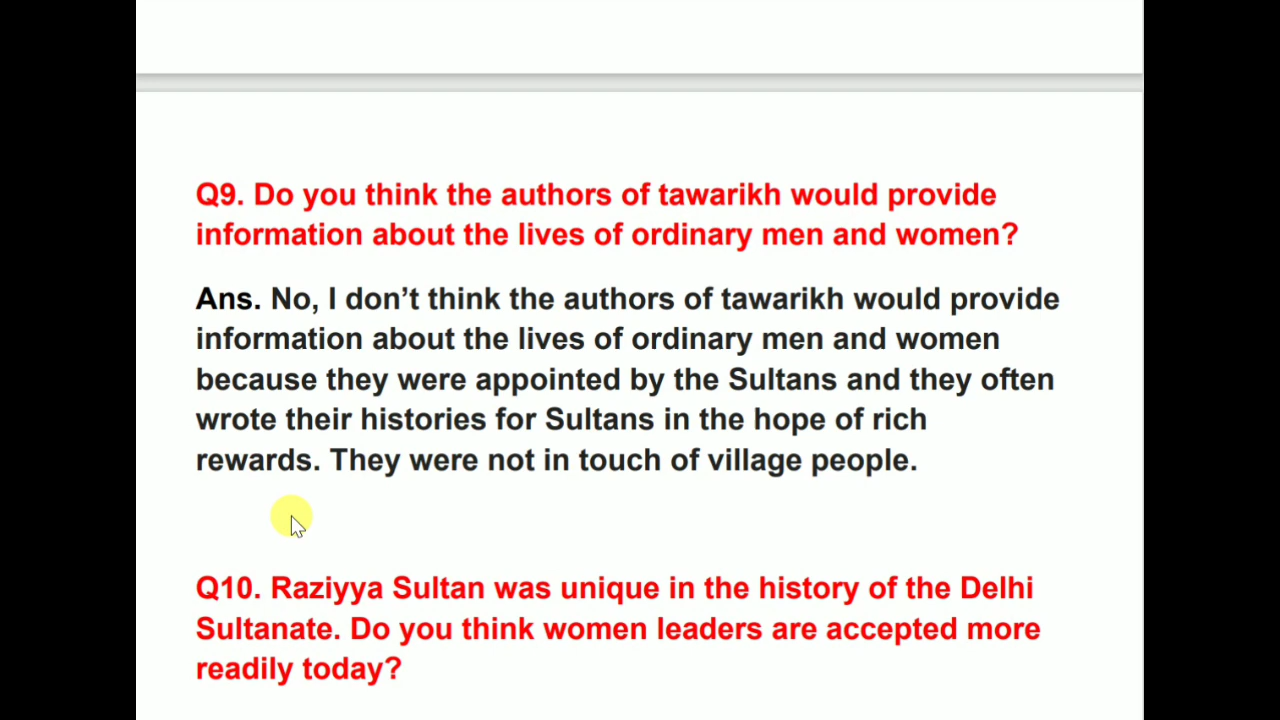 Q9. Do you think the authors of tawarikh would provide
information about the lives of ordinary men and women?
Ans. No, I don’t think the authors of tawarikh would provide
information about the lives of ordinary men and women
because they were appointed by the Sultans and they often
wrote their histories for Sultans in the hope of rich
rewards. They were not in touch of village people.
Q10. Raziyya Sultan was unique in the history of the Delhi
Sultanate. Do you think women leaders are accepted more
readily today?